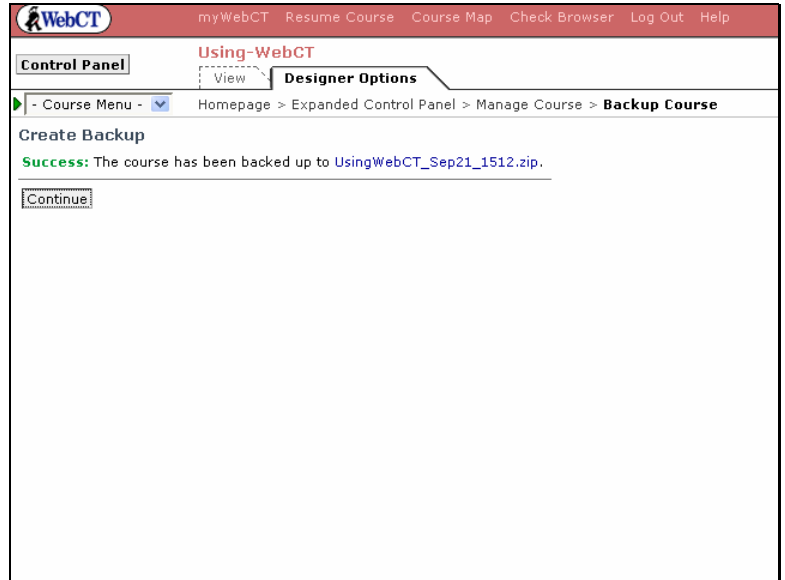 WebCT
myWebCT Resume Course Course Map Check Browser Log Out Help
Control Panel
Using-WebCT
View Designer Options
- Course Menu - Homepage > Expanded Control Panel > Manage Course > Backup Course
Create Backup
Success: The course has been backed up to UsingWebCT_Sep21_1512.zip.
Continue